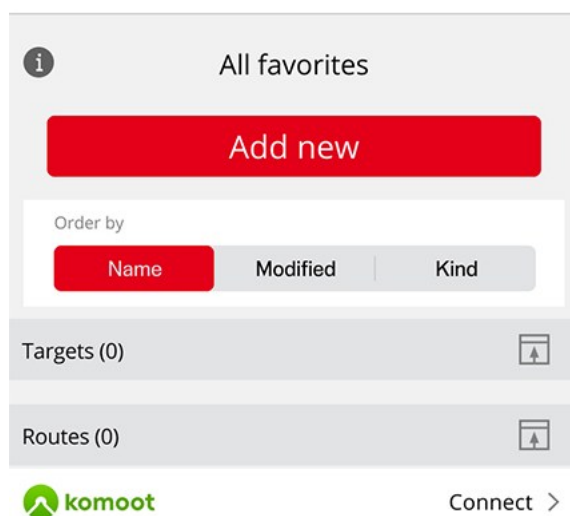 All favorites
Add new
Order by
Name Modified Kind
Targets (0)
Routes (0)
komoot Connect